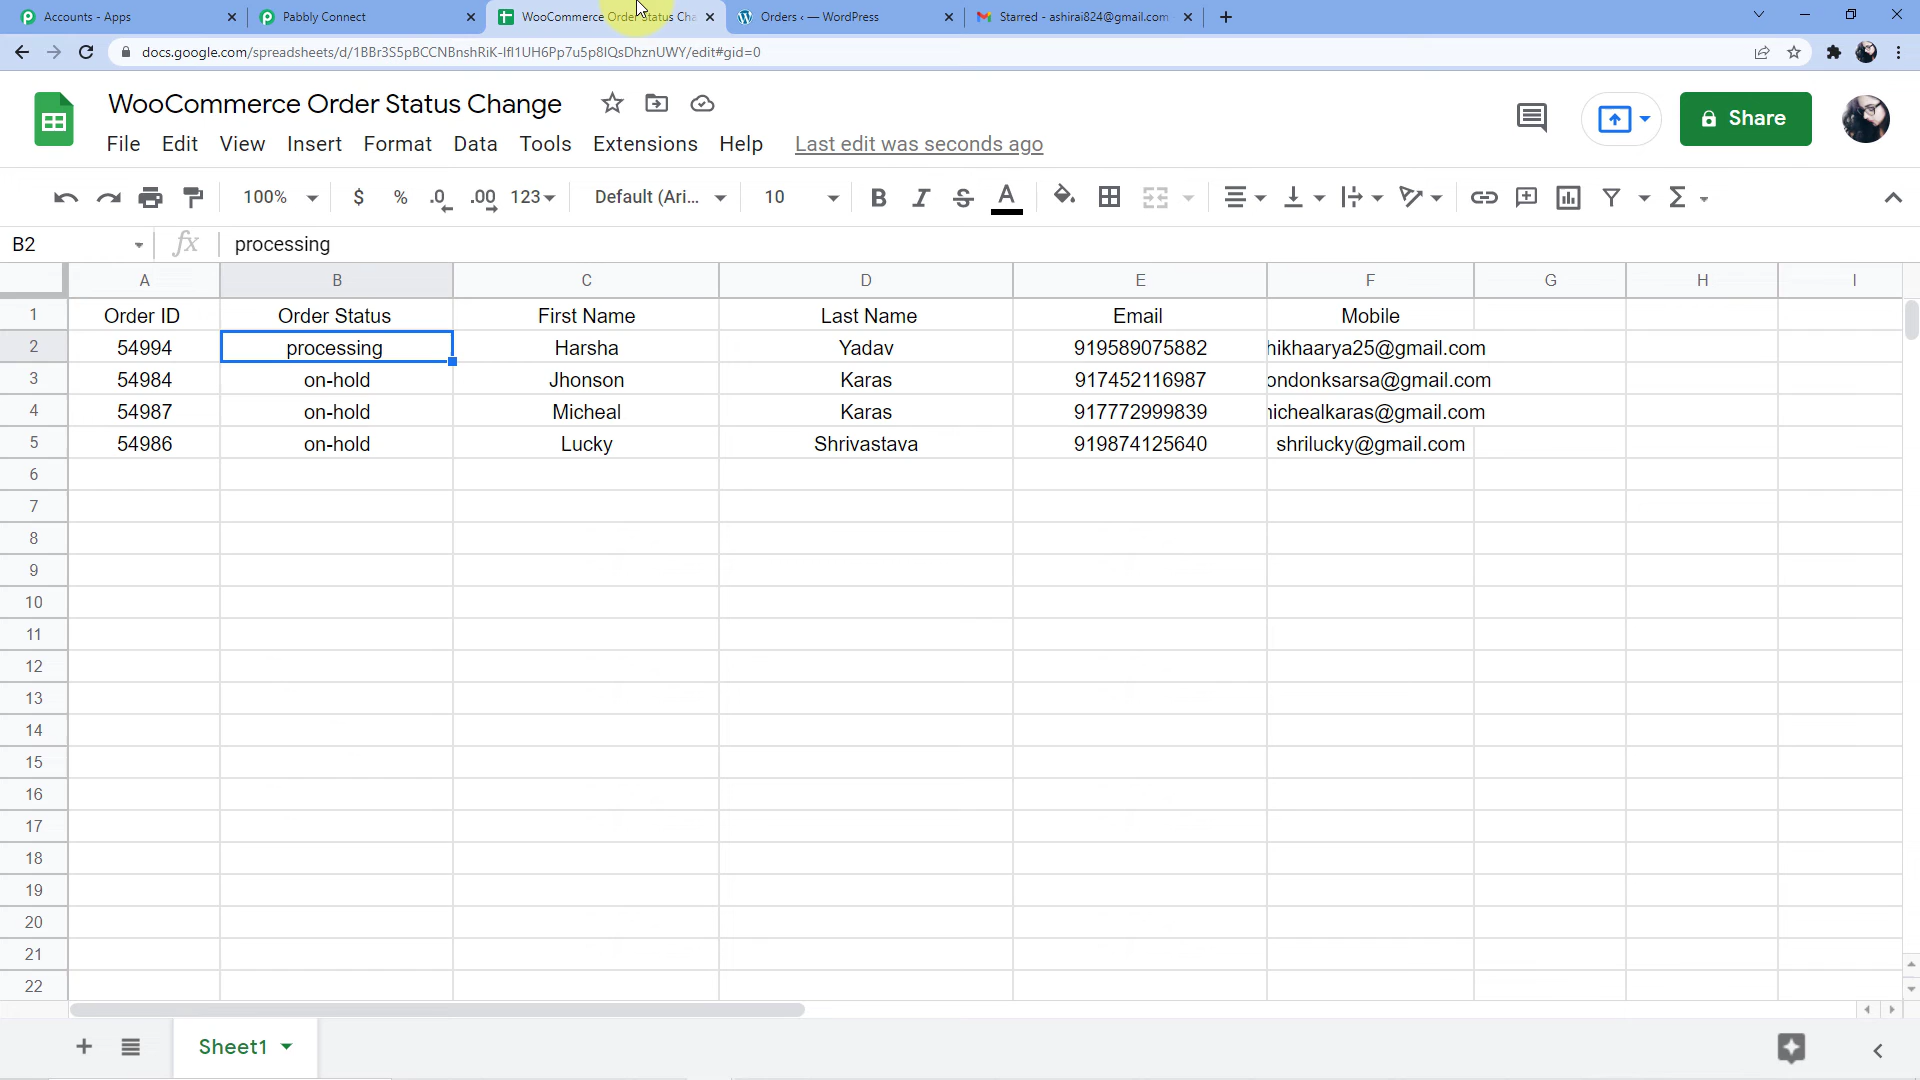 Accounts - Apps
Pabbly Connect
WooCommerce Order Status Cha
Orders ‹ — WordPress
Starred - ashirai824@gmail.com
docs.google.com/spreadsheets/d/1BBr3S5pBCCNBnshRiK-Ifl1UH6Pp7u5p8IQsDhznUWY/edit#gid=0
WooCommerce Order Status Change
File Edit View Insert Format Data Tools Extensions Help Last edit was seconds ago
Share
100% $ % .0 .00 123 Default (Ari... 10 B I S A
B2 fx processing
A B C D E F G H I
1 Order ID Order Status First Name Last Name Email Mobile
2 54994 processing Harsha Yadav 919589075882 hikhaarya25@gmail.com
3 54984 on-hold Jhonson Karas 917452116987 ondonksarsa@gmail.com
4 54987 on-hold Micheal Karas 917772999839 nichealkaras@gmail.com
5 54986 on-hold Lucky Shrivastava 919874125640 shrilucky@gmail.com
6
7
8
9
10
11
12
13
14
15
16
17
18
19
20
21
22
Sheet1